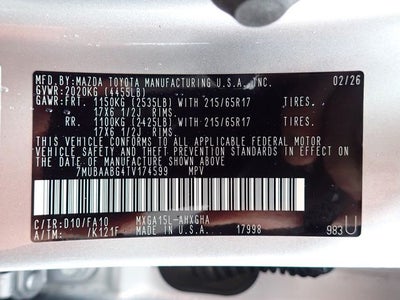 MFD.BY:MAZDA TOYOTA MANUFACTURING U.S.A.,INC. 02/26
GVWR:2020KG (4455LB)
GAWR:FRT. 1150KG (2535LB) WITH 215/65R17 TIRES..
17X6 1/2J RIMS..
RR. 1100KG (2425LB) WITH 215/65R17 TIRES..
17X6 1/2J RIMS..
THIS VEHICLE CONFORMS TO ALL APPLICABLE FEDERAL MOTOR
VEHICLE SAFETY AND THEFT PREVENTION STANDARDS IN EFFECT
ON THE DATE OF MANUFACTURE SHOWN ABOVE.
7MUBAABG4TV174599 MPV
C/TR:D10/FA10 MXGA15L-AHXGHA
A/TM: /K121F MADE IN U.S.A. 17998 983U